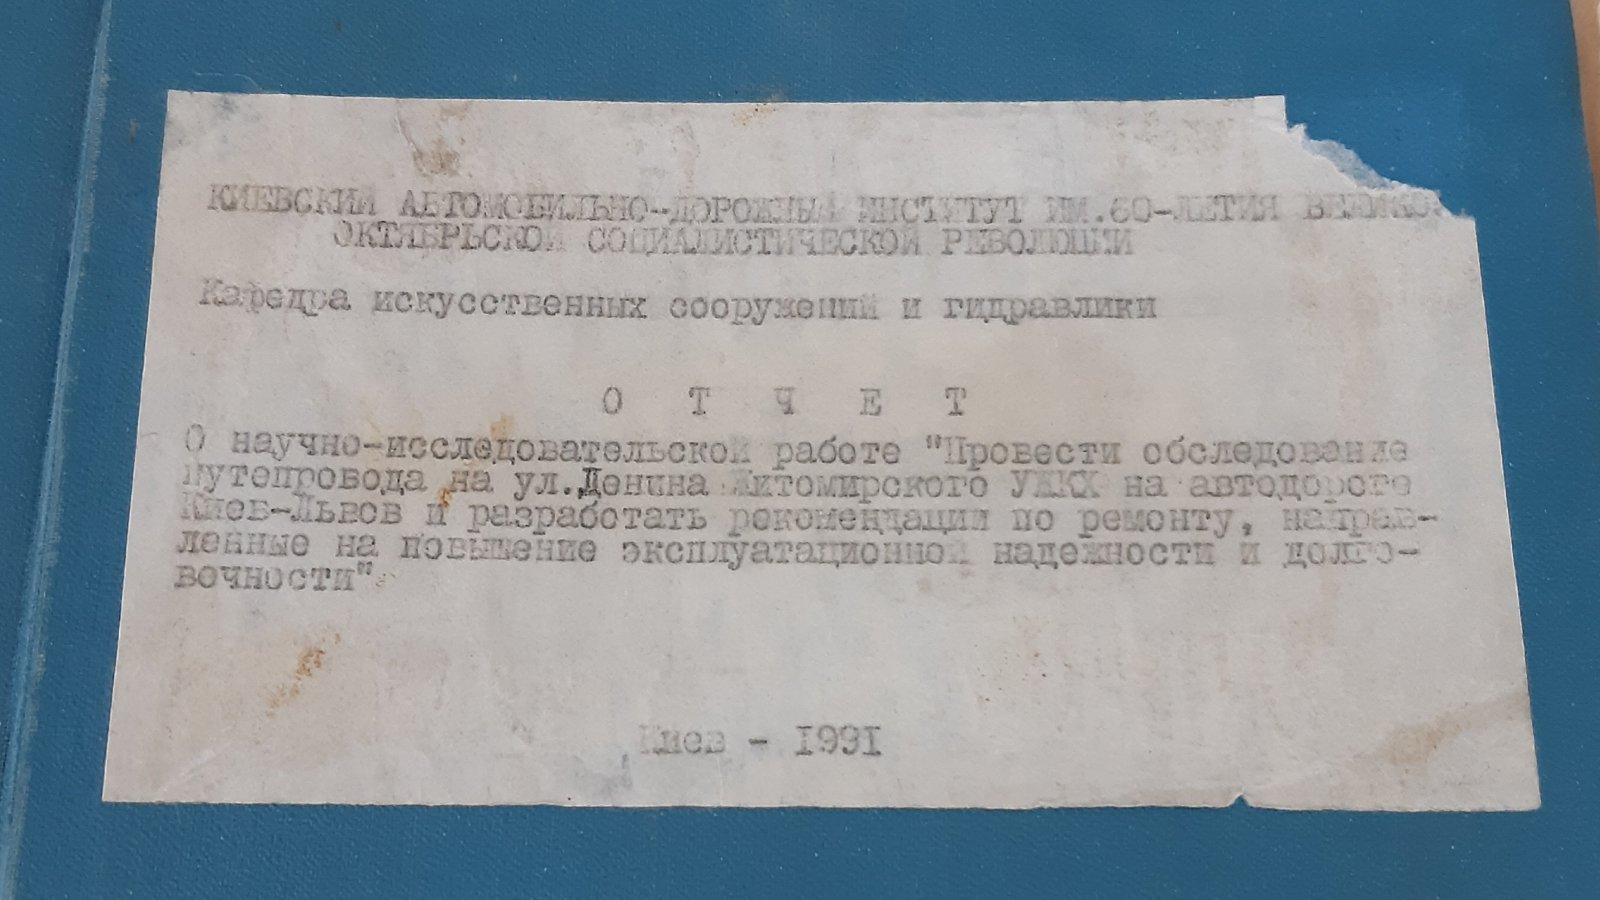 КИЕВСКИЙ АВТОМОБИЛЬНО-ДОРОЖНЫЙ ИНСТИТУТ ИМ.60-ЛЕТИЯ ВЕЛИКОЙ
ОКТЯБРЬСКОЙ СОЦИАЛИСТИЧЕСКОЙ РЕВОЛЮЦИИ
Кафедра искусственных сооружений и гидравлики
О Т Ч Е Т
О научно-исследовательской работе "Провести обследование
путепровода на ул.Ленина Житомирского УЖКХ на автодороге
Киев-Львов и разработать рекомендации по ремонту, направ-
ленные на повышение эксплуатационной надежности и долго-
вочности"
Киев - 1991